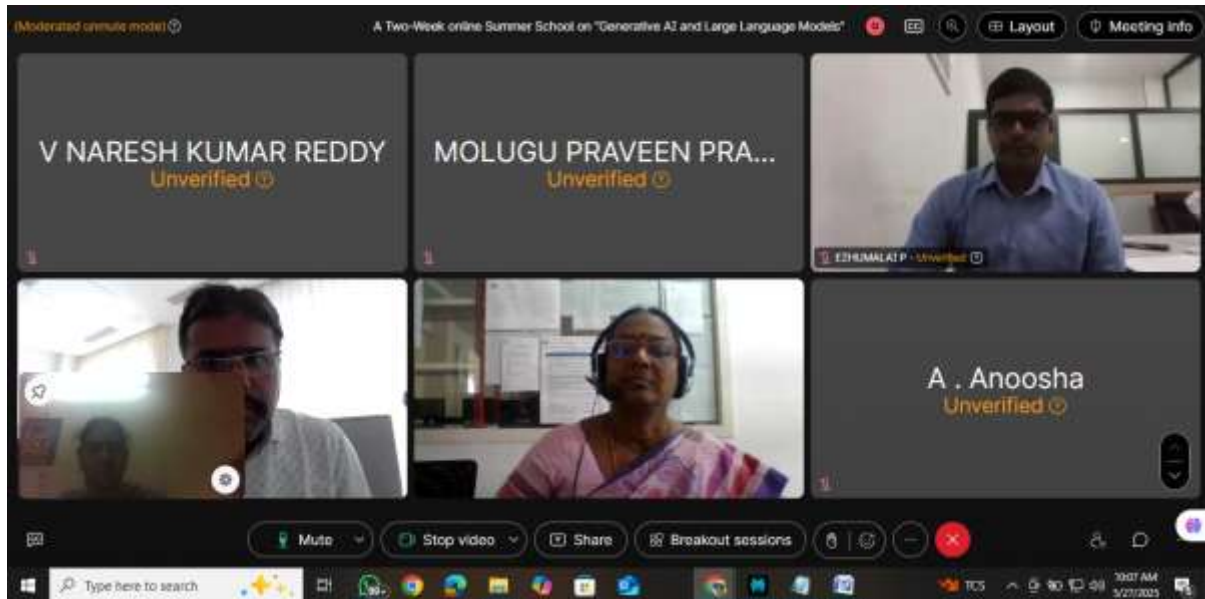 (Moderated unmute mode)
A Two-Week online Summer School on "Generative AI and Large Language Models"
CC
Layout
Meeting info
V NARESH KUMAR REDDY
Unverified
MOLUGU PRAVEEN PRA...
Unverified
EZHUMALAI P - Unverified
A . Anoosha
Unverified
Mute
Stop video
Share
Breakout sessions
Type here to search
99+
TCS
10:07 AM
5/27/2025